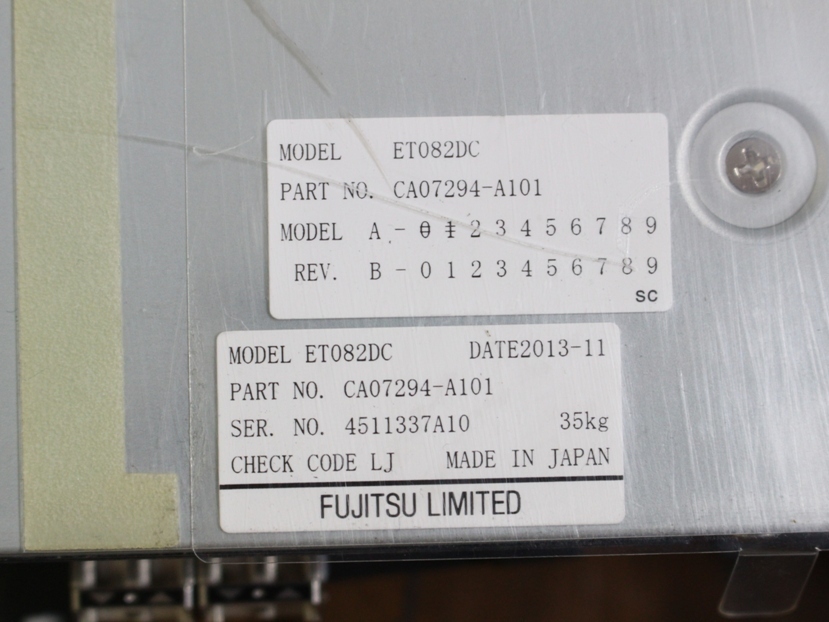 MODEL ET082DC
PART NO. CA07294-A101
MODEL A - 0 1 2 3 4 5 6 7 8 9
REV. B - 0 1 2 3 4 5 6 7 8 9
SC
MODEL ET082DC DATE2013-11
PART NO. CA07294-A101
SER. NO. 4511337A10 35kg
CHECK CODE LJ MADE IN JAPAN
FUJITSU LIMITED